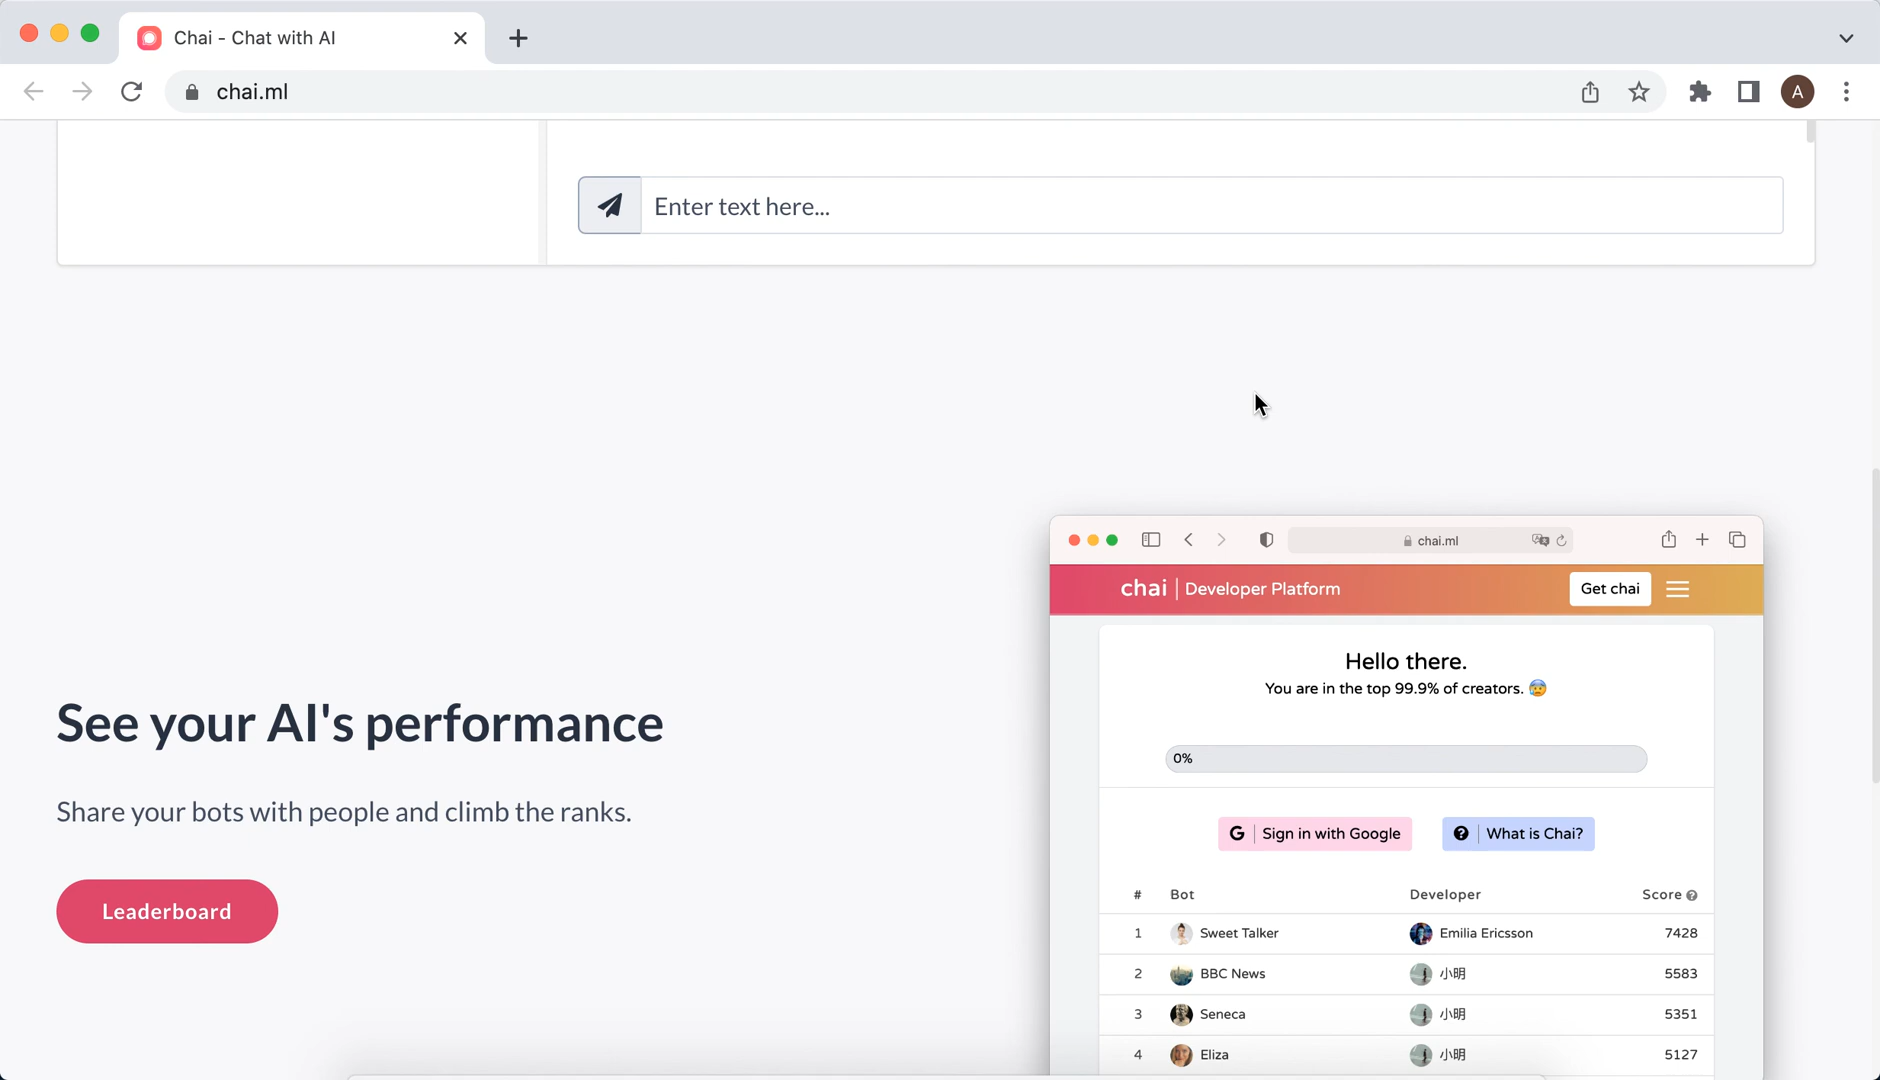 Chai - Chat with AI
chai.ml
A
Enter text here...
See your AI's performance
Share your bots with people and climb the ranks.
Leaderboard
chai.ml
chai | Developer Platform
Get chai
Hello there.
You are in the top 99.9% of creators. 😰
0%
G | Sign in with Google
? | What is Chai?
# Bot Developer Score ?
1 Sweet Talker Emilia Ericsson 7428
2 BBC News 小明 5583
3 Seneca 小明 5351
4 Eliza 小明 5127